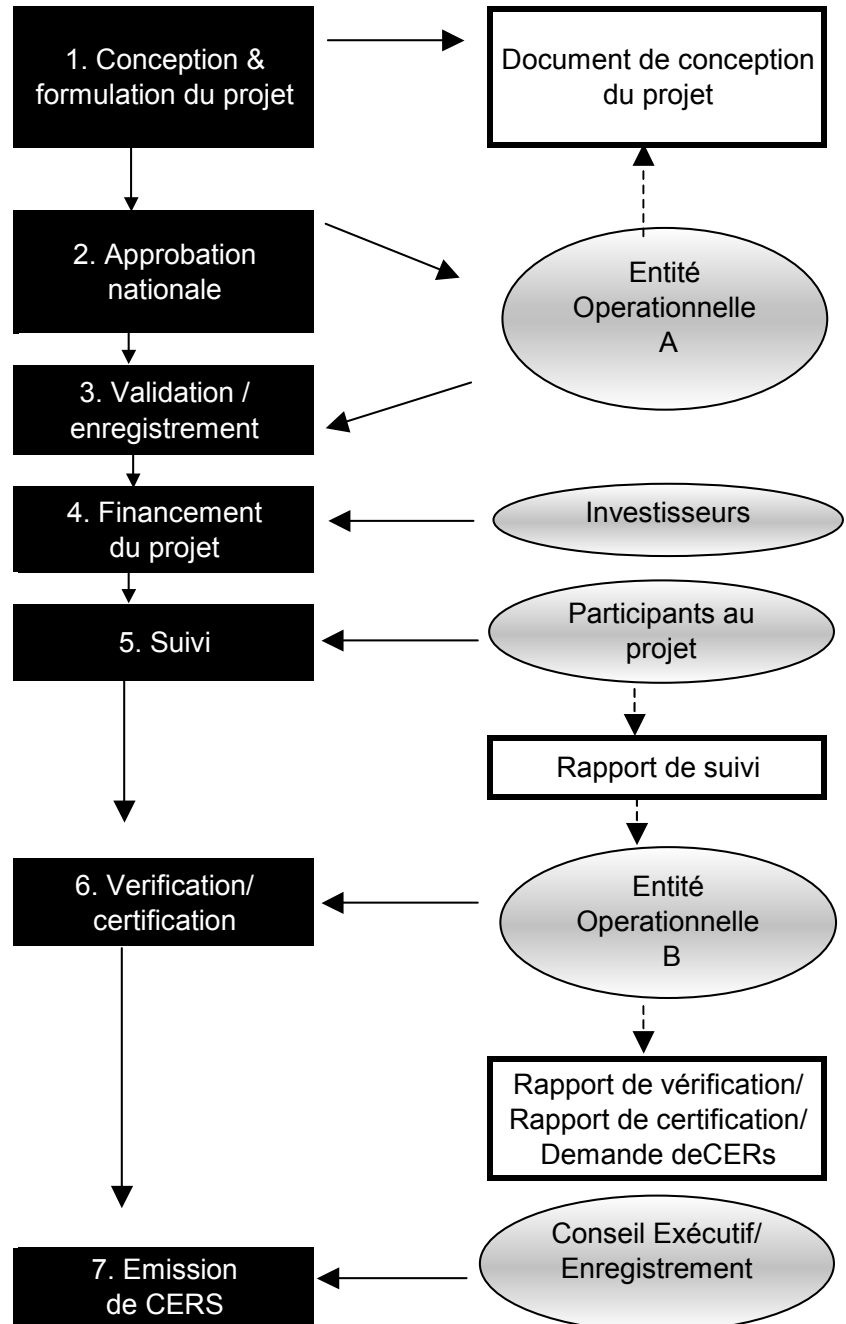 1. Conception &
formulation du projet
Document de conception
du projet
2. Approbation
nationale
Entité
Operationnelle
A
3. Validation /
enregistrement
4. Financement
du projet
Investisseurs
5. Suivi
Participants au
projet
Rapport de suivi
6. Verification/
certification
Entité
Operationnelle
B
Rapport de vérification/
Rapport de certification/
Demande deCERs
7. Emission
de CERS
Conseil Exécutif/
Enregistrement